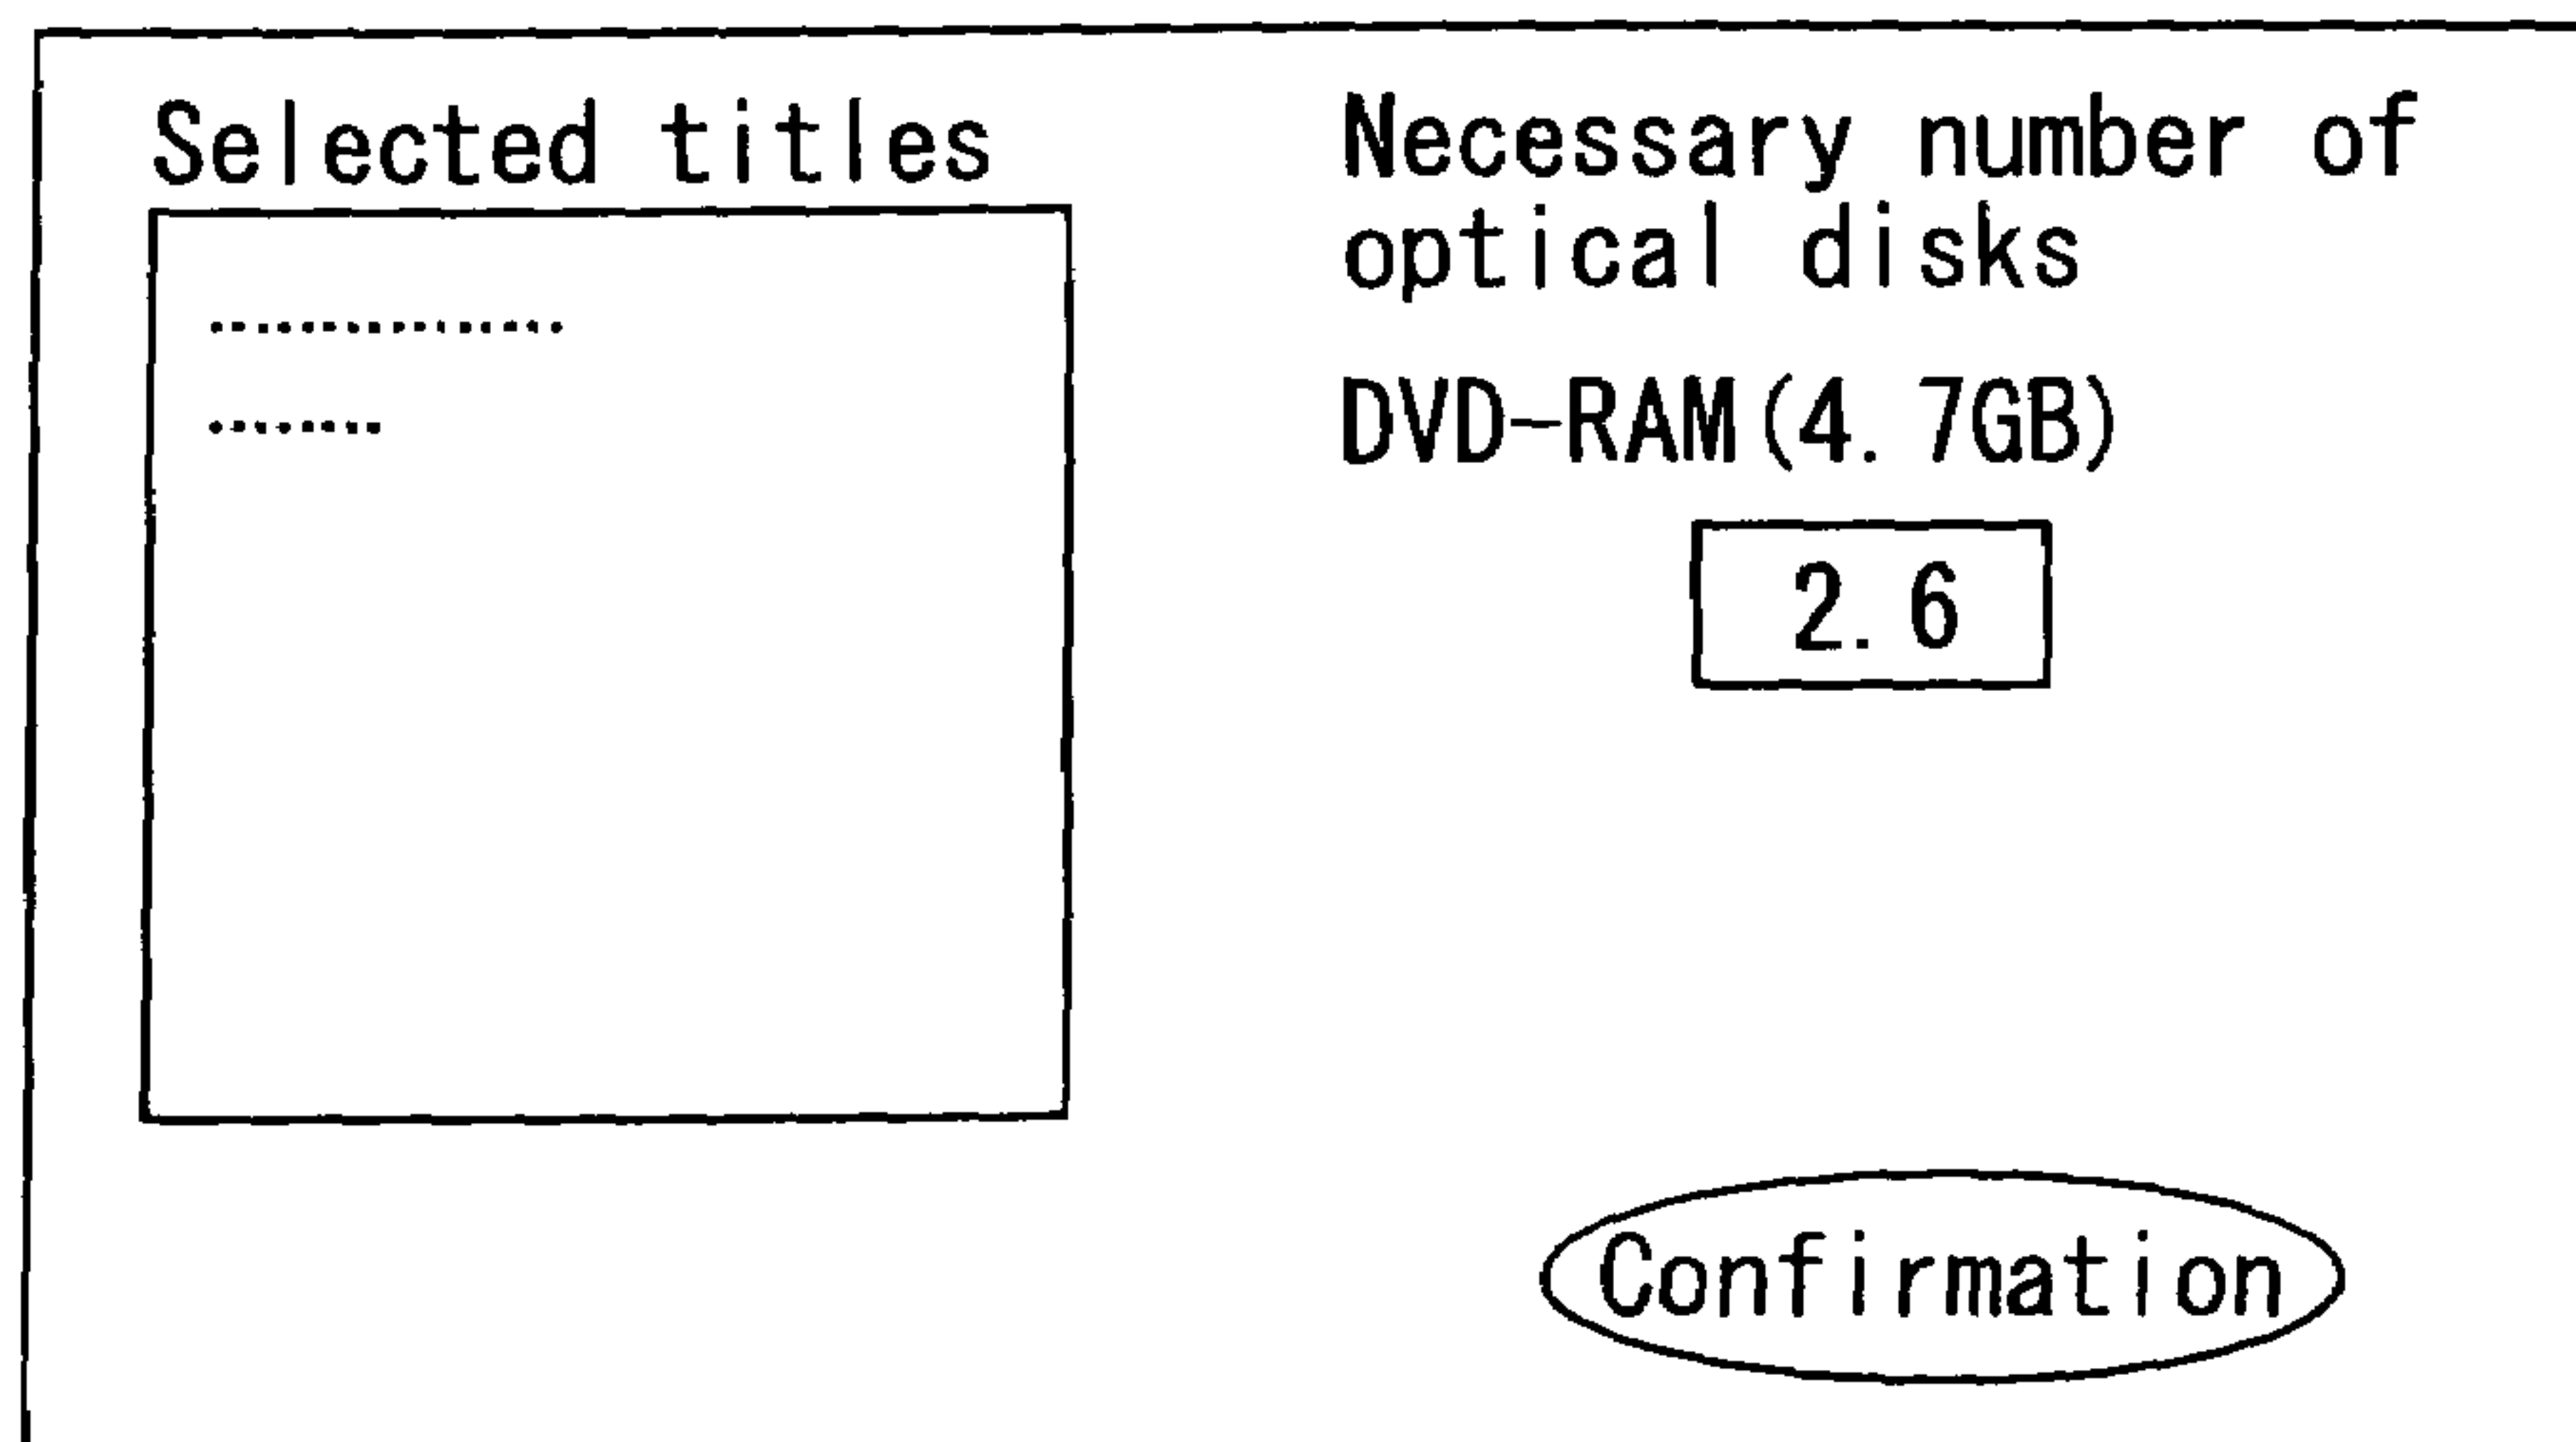 Selected titles
Necessary number of
optical disks
DVD-RAM(4.7GB)
2.6
Confirmation